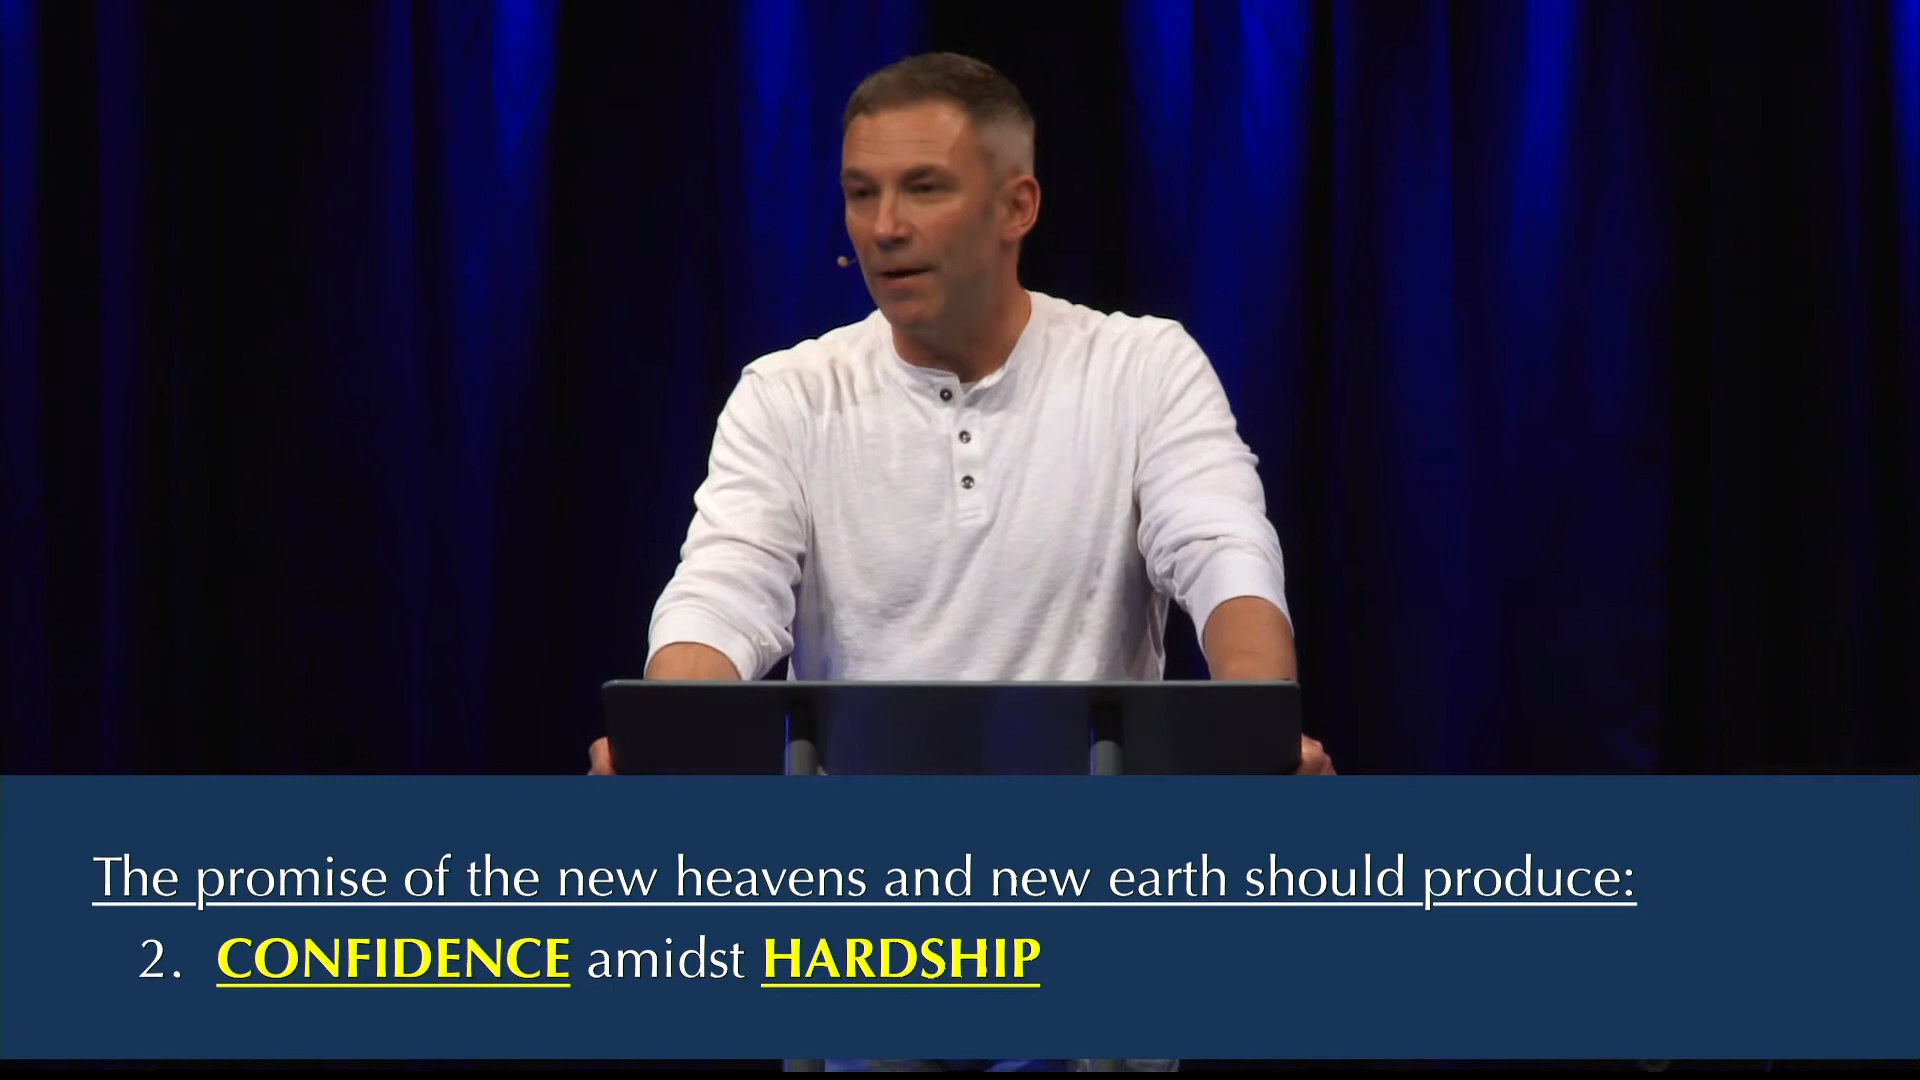 The promise of the new heavens and new earth should produce:
2. CONFIDENCE amidst HARDSHIP